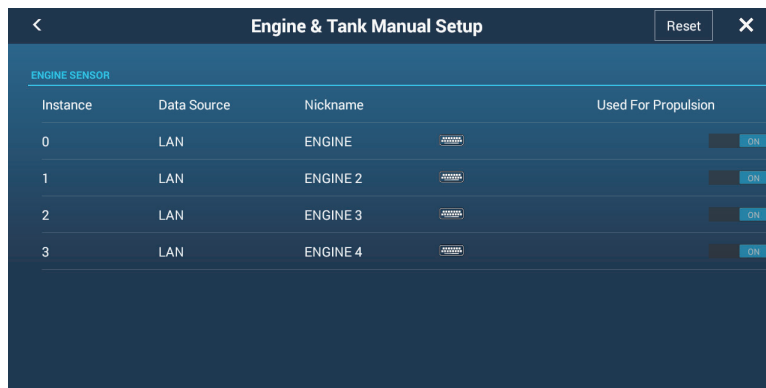 Engine & Tank Manual Setup Reset
ENGINE SENSOR
Instance Data Source Nickname Used For Propulsion
0 LAN ENGINE ON
1 LAN ENGINE 2 ON
2 LAN ENGINE 3 ON
3 LAN ENGINE 4 ON